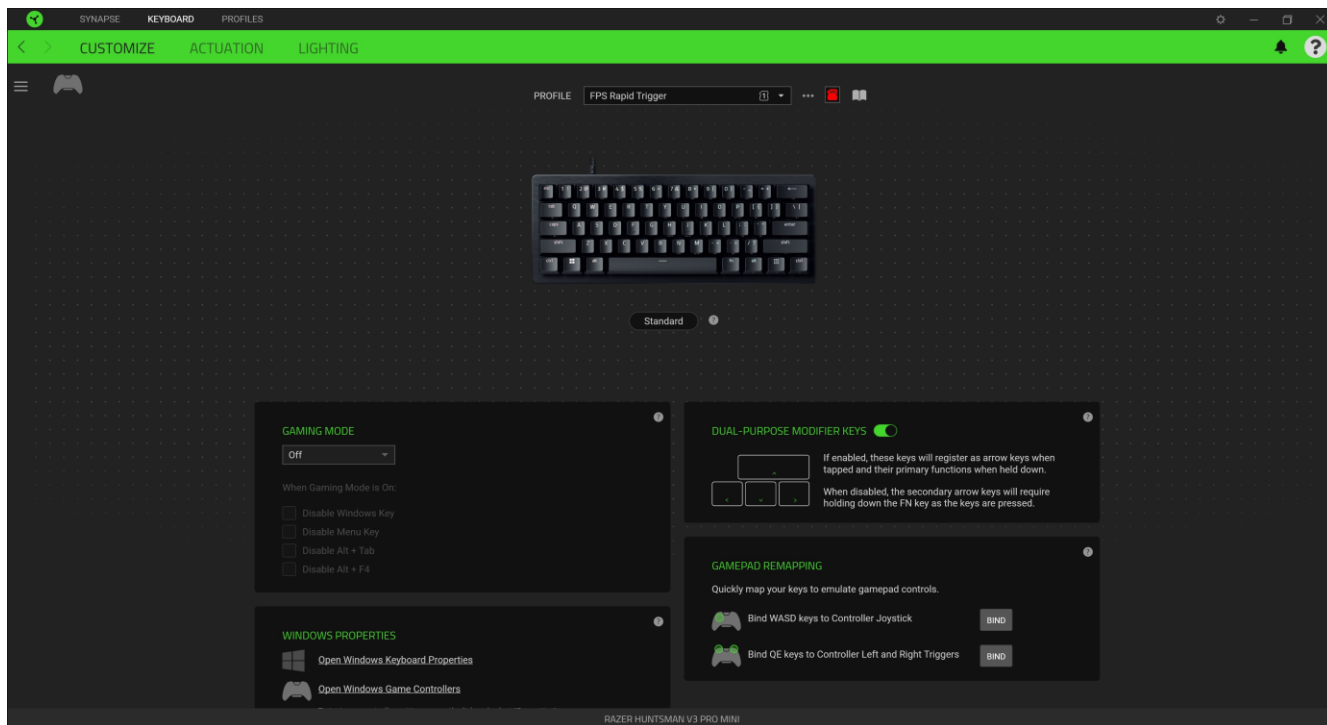 SYNAPSE KEYBOARD PROFILES
CUSTOMIZE ACTUATION LIGHTING
PROFILE FPS Rapid Trigger
Standard
GAMING MODE
Off
When Gaming Mode is On:
Disable Windows Key
Disable Menu Key
Disable Alt + Tab
Disable Alt + F4
WINDOWS PROPERTIES
Open Windows Keyboard Properties
Open Windows Game Controllers
DUAL-PURPOSE MODIFIER KEYS
If enabled, these keys will register as arrow keys when
tapped and their primary functions when held down.
When disabled, the secondary arrow keys will require
holding down the FN key as the keys are pressed.
GAMEPAD REMAPPING
Quickly map your keys to emulate gamepad controls.
Bind WASD keys to Controller Joystick BIND
Bind QE keys to Controller Left and Right Triggers BIND
RAZER HUNTSMAN V3 PRO MINI